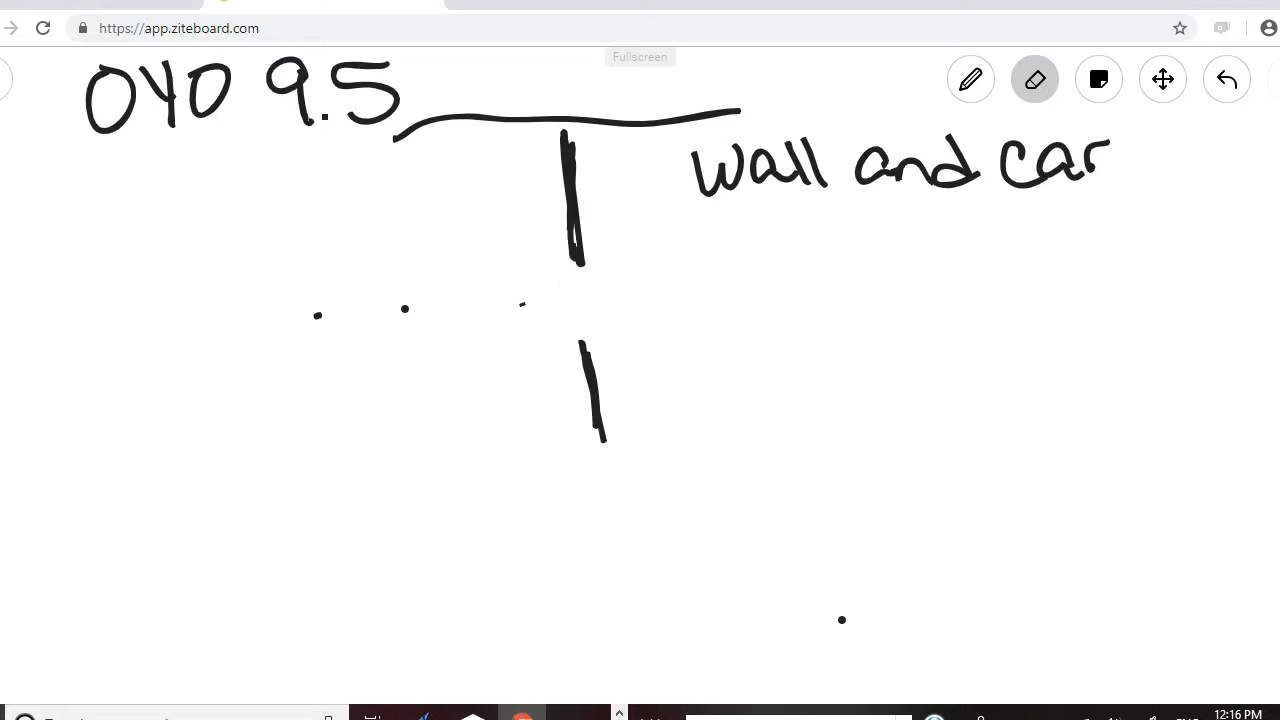 https://app.ziteboard.com
Fullscreen
OYO 9.5
wall and car
12:16 PM